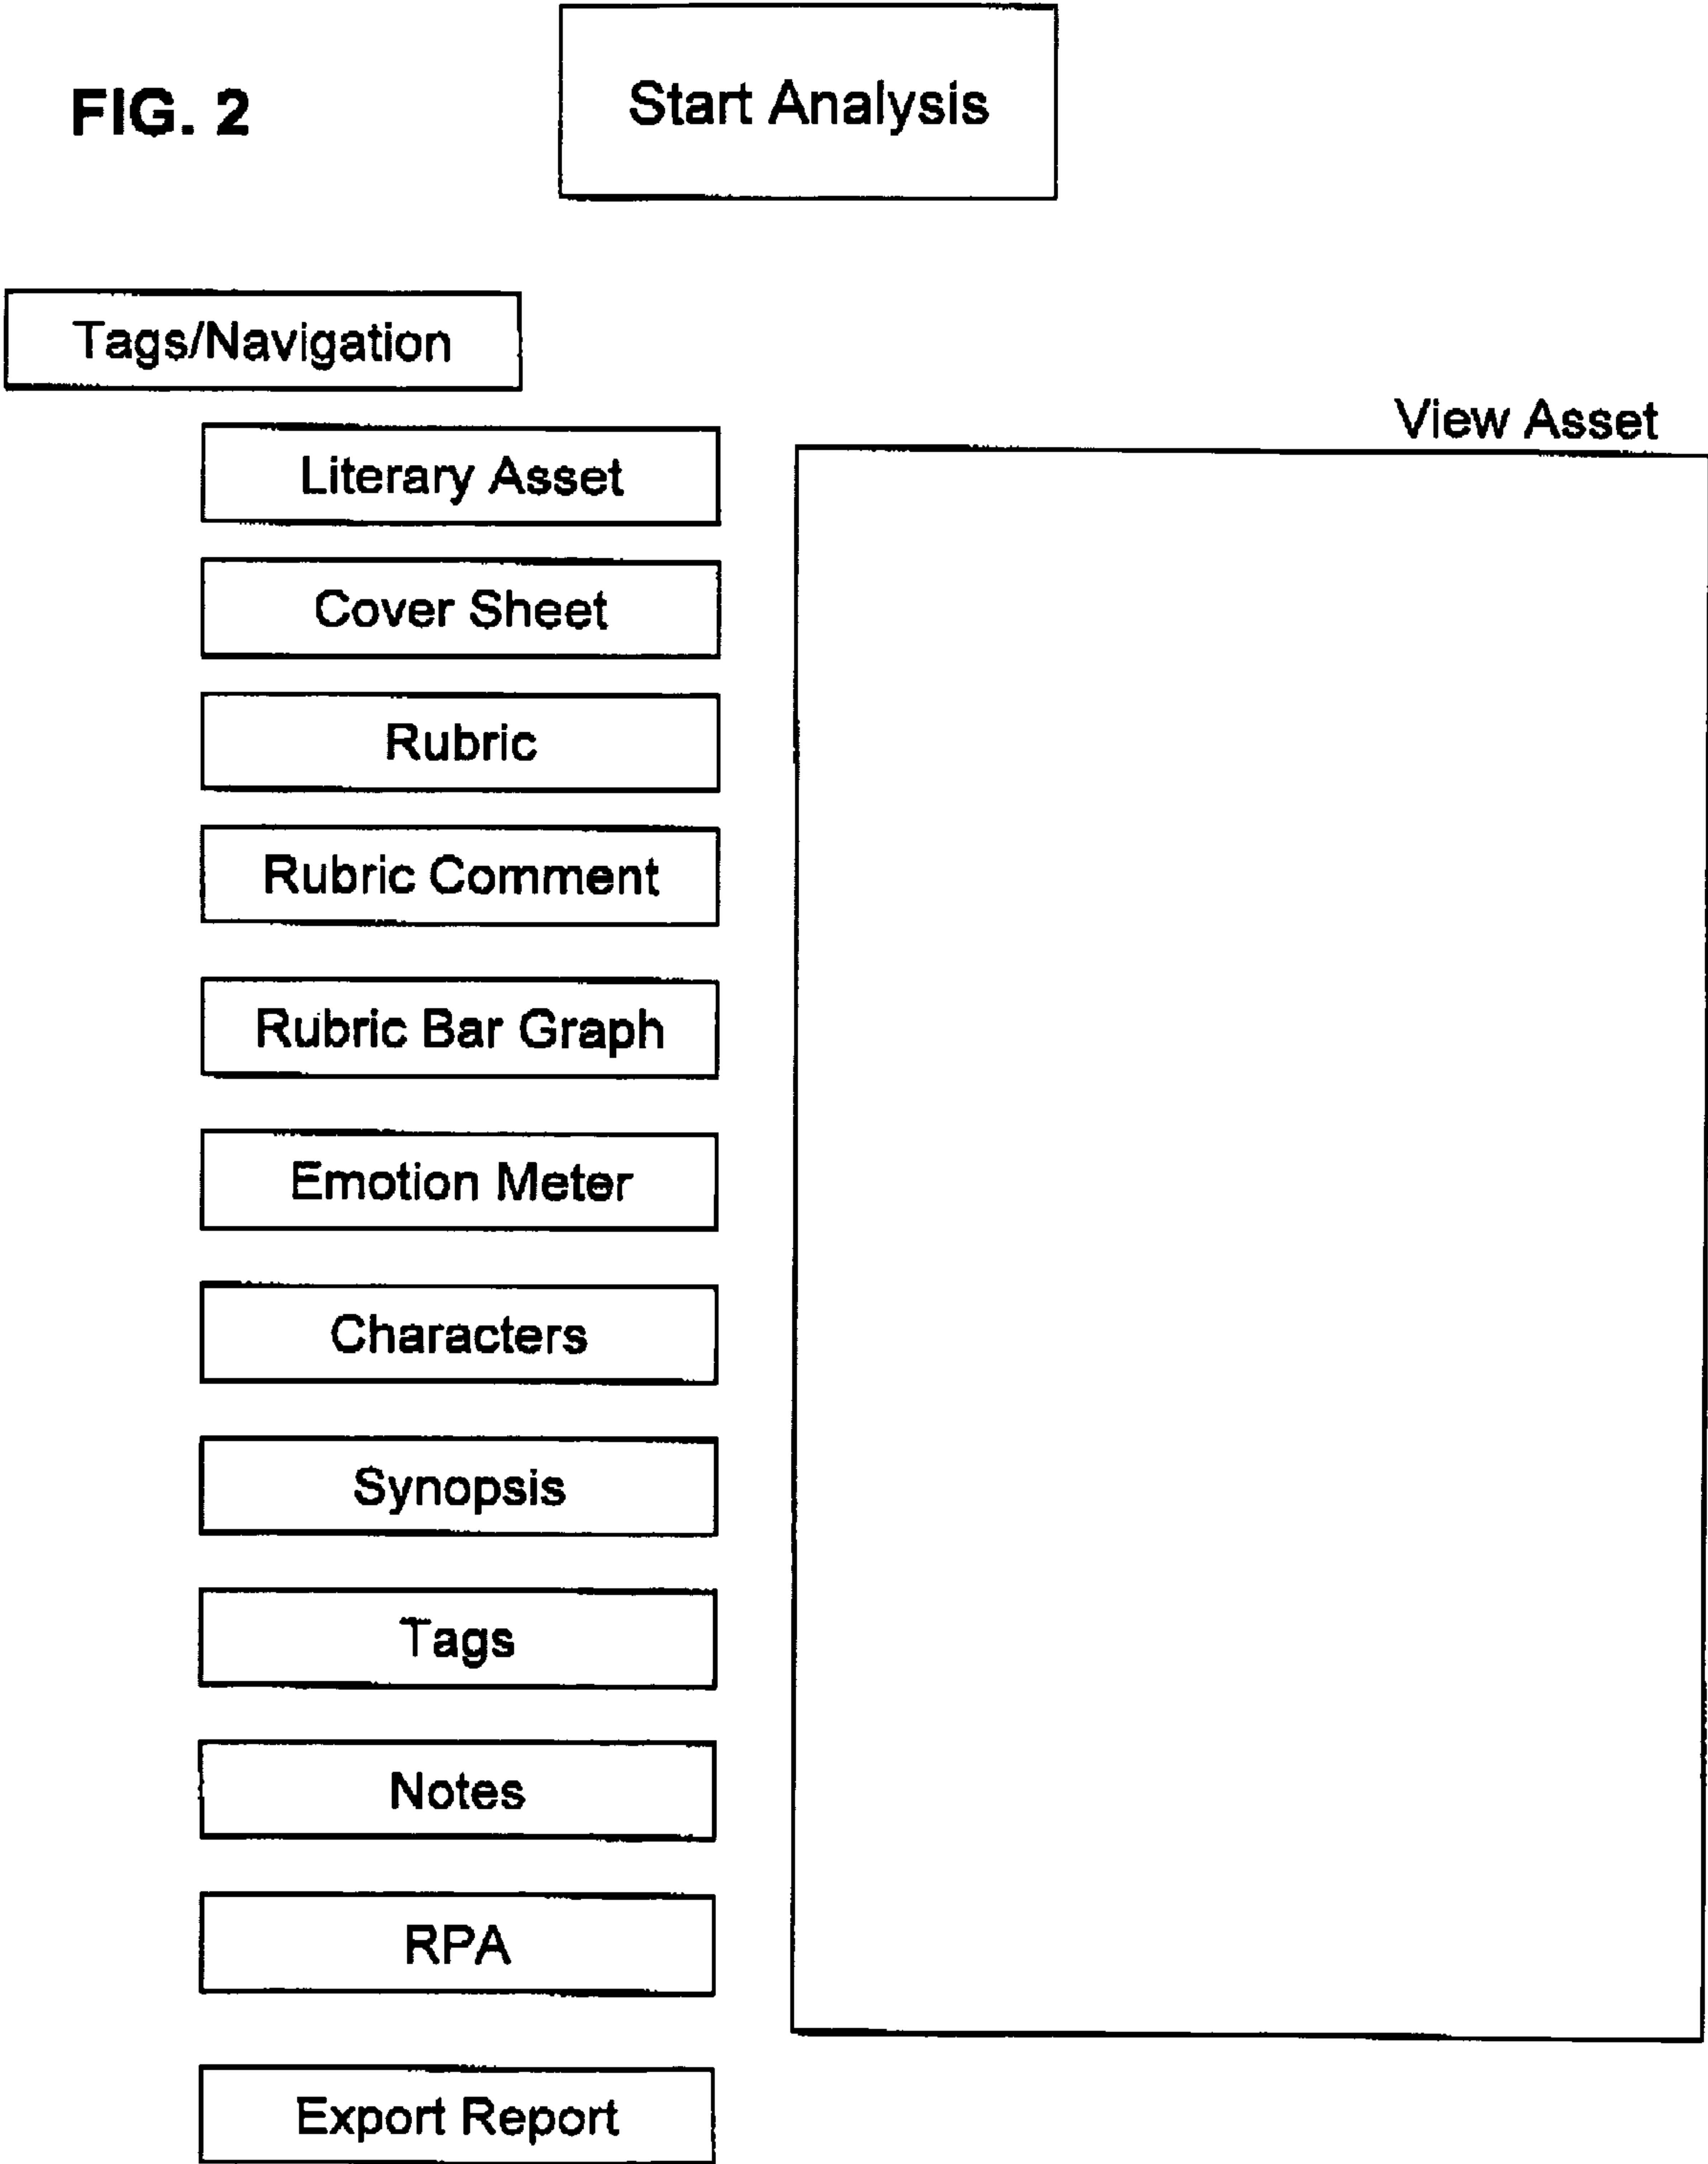 FIG. 2
Start Analysis
Tags/Navigation
View Asset
Literary Asset
Cover Sheet
Rubric
Rubric Comment
Rubric Bar Graph
Emotion Meter
Characters
Synopsis
Tags
Notes
RPA
Export Report